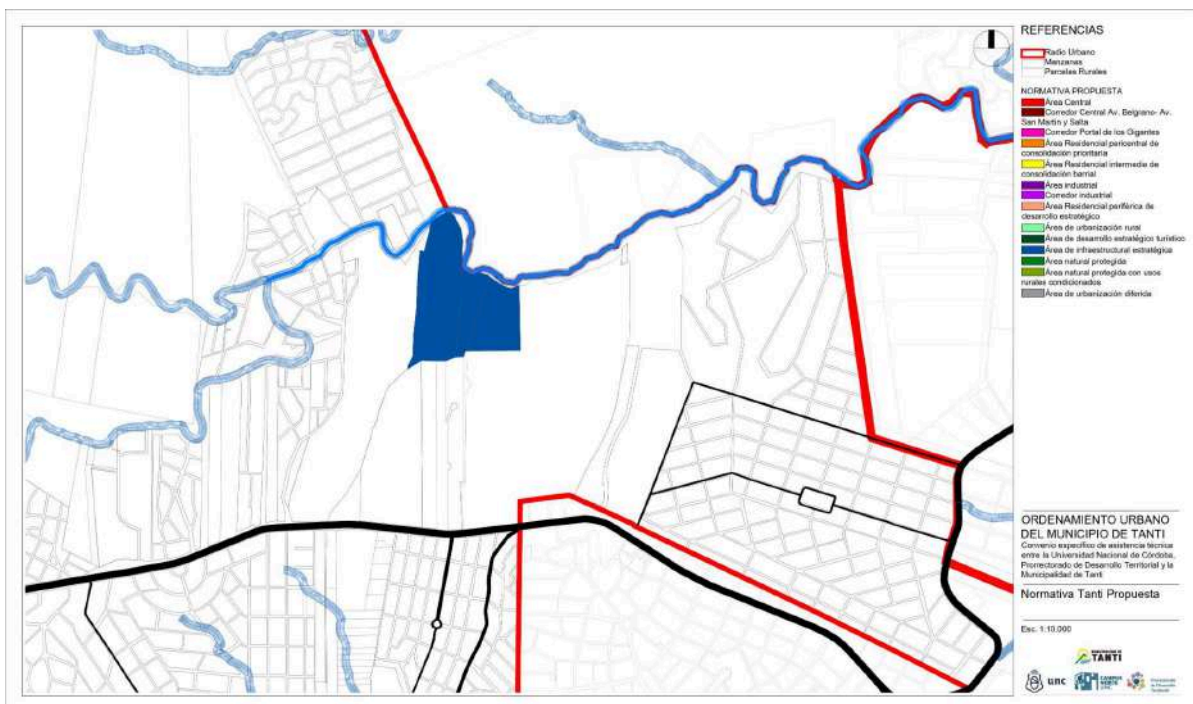 REFERENCIAS
Radio Urbano
Manzanas
Parcelas Rurales
NORMATIVA PROPUESTA
Área Central
Corredor Central Av. Belgrano- Av.
San Martín y Salta
Corredor Portal de los Gigantes
Área Residencial pericentral de
consolidación prioritaria
Área Residencial intermedia de
consolidación barrial
Área industrial
Corredor industrial
Área Residencial periférica de
desarrollo estratégico
Área de urbanización rural
Área de desarrollo estratégico turístico
Área de infraestructural estratégica
Área natural protegida
Área natural protegida con usos
rurales condicionados
Área de urbanización diferida
ORDENAMIENTO URBANO
DEL MUNICIPIO DE TANTI
Convenio específico de asistencia técnica
entre la Universidad Nacional de Córdoba,
Prorrectorado de Desarrollo Territorial y la
Municipalidad de Tanti
Normativa Tanti Propuesta
Esc. 1:10.000
TANTI
unc
CAMPUS
NORTE
UNC